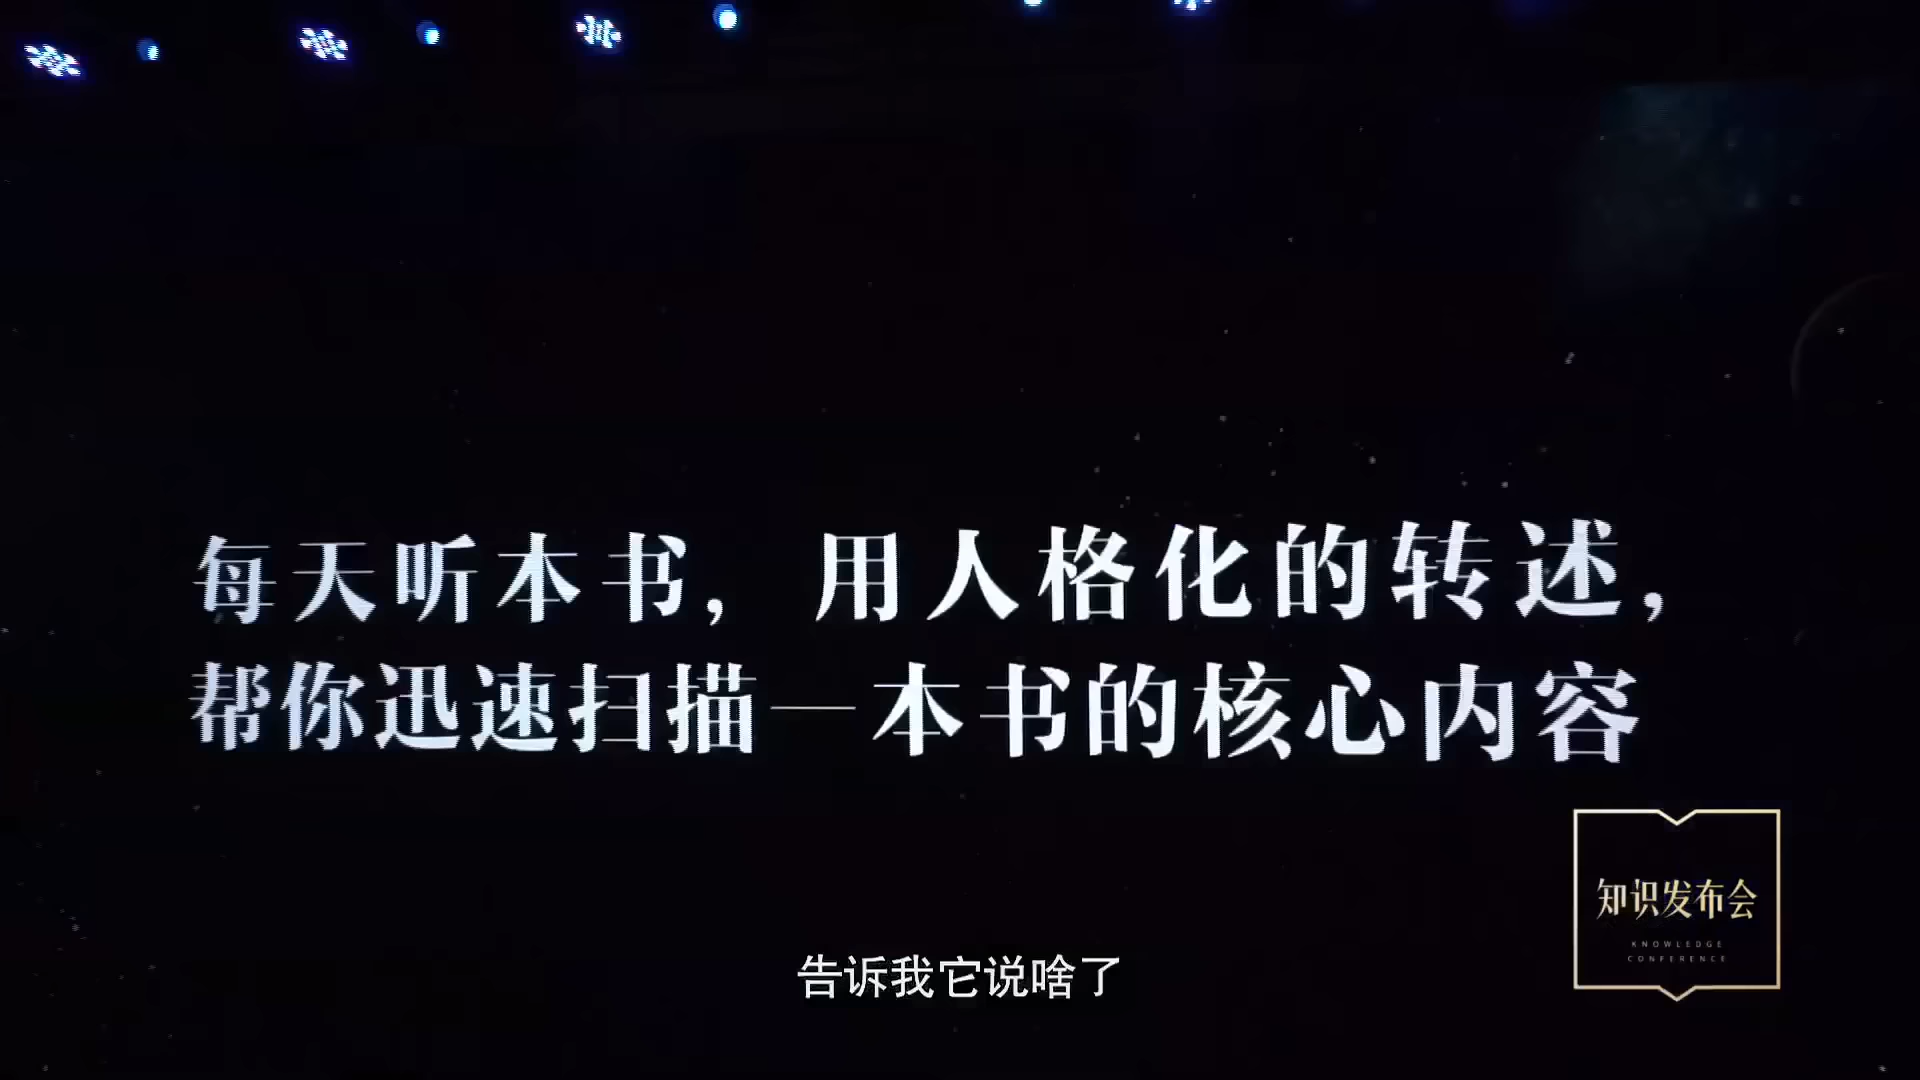 每天听本书，用人格化的转述，
帮你迅速扫描一本书的核心内容
知识发布会
KNOWLEDGE
CONFERENCE
告诉我它说啥了